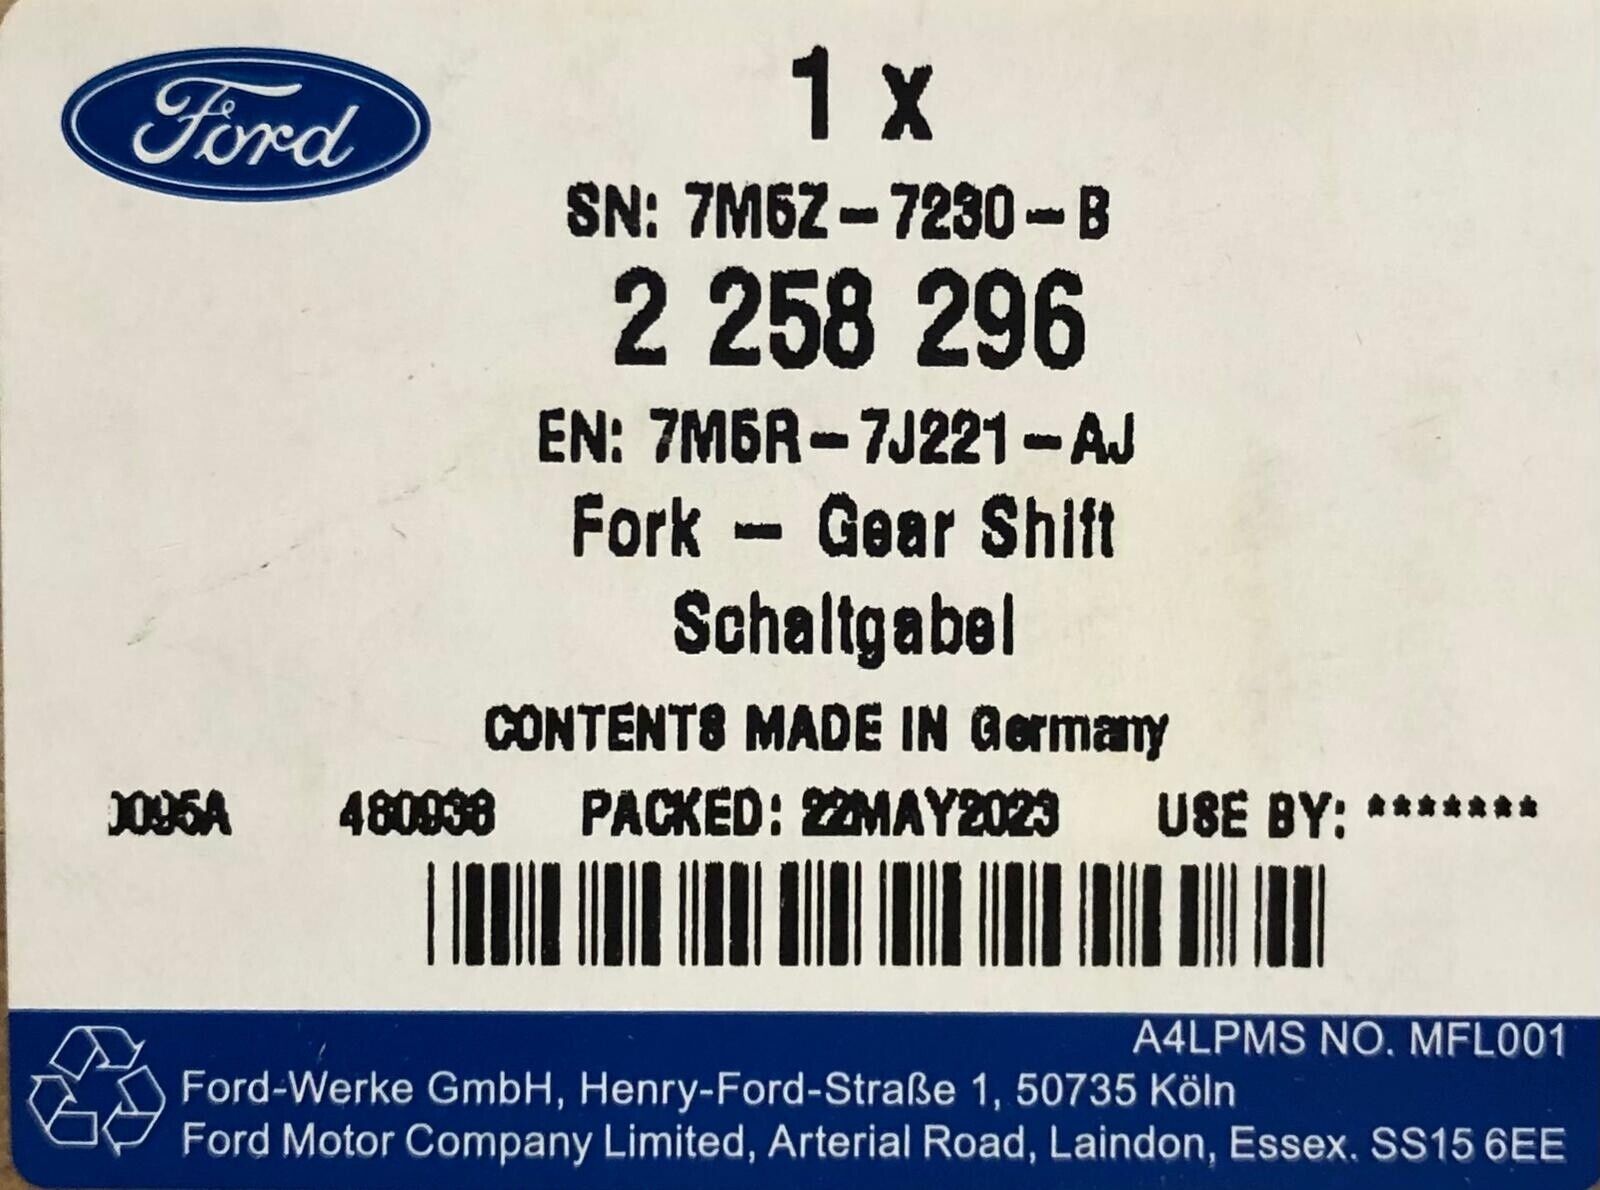 Ford
1 x
SN: 7M5Z-7230-B
2 258 296
EN: 7M5R-7J221-AJ
Fork - Gear Shift
Schaltgabel
CONTENTS MADE IN Germany
0095A 480938 PACKED: 22MAY2023 USE BY: *******
A4LPMS NO. MFL001
Ford-Werke GmbH, Henry-Ford-Straße 1, 50735 Köln
Ford Motor Company Limited, Arterial Road, Laindon, Essex. SS15 6EE